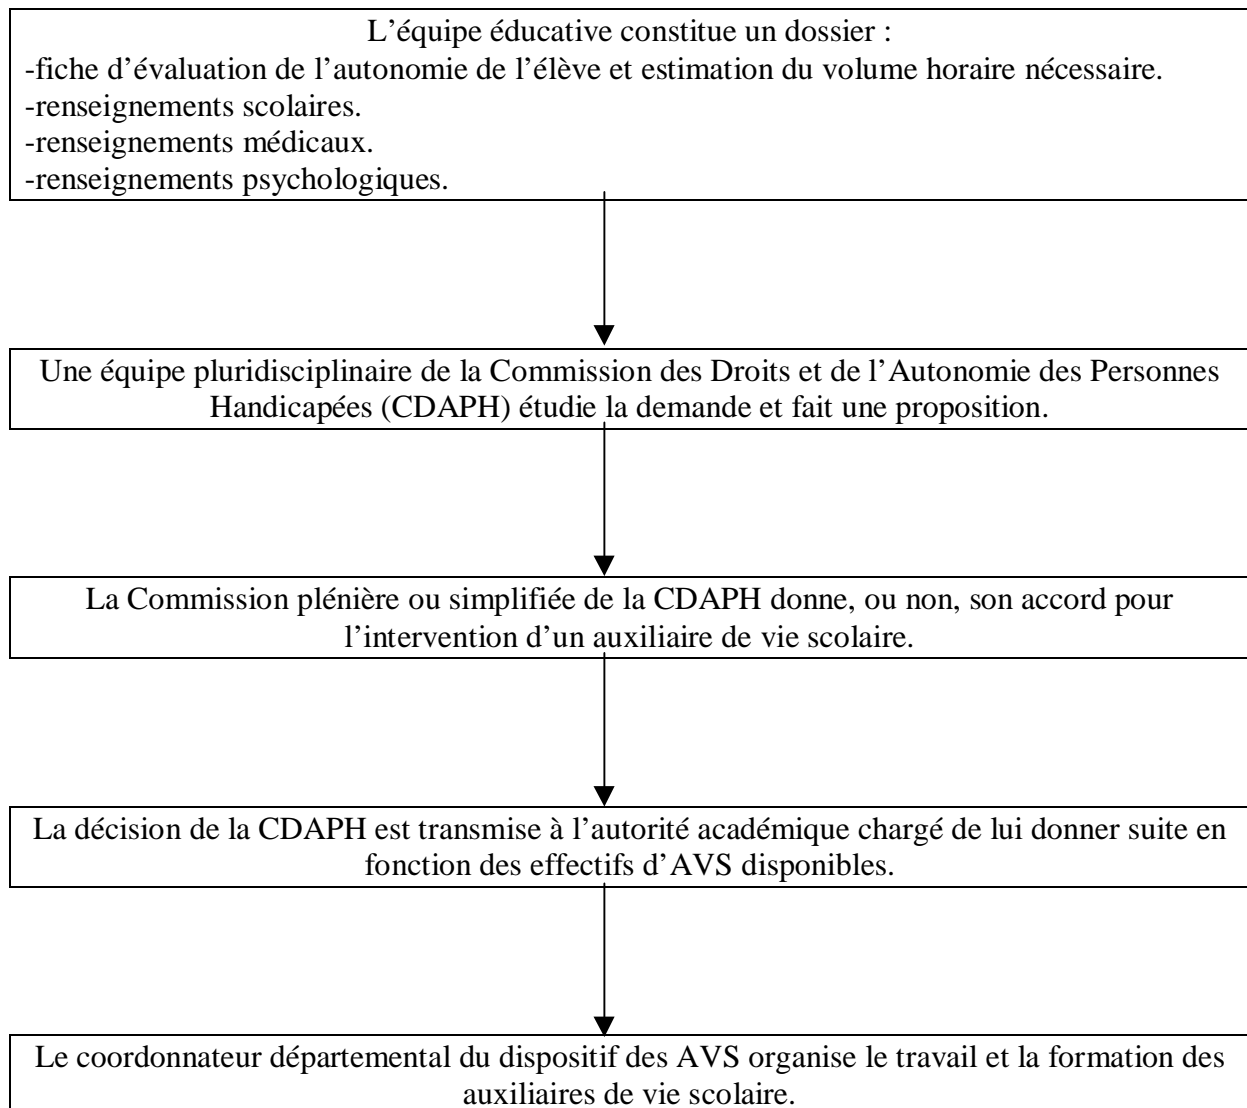 L’équipe éducative constitue un dossier :
-fiche d’évaluation de l’autonomie de l’élève et estimation du volume horaire nécessaire.
-renseignements scolaires.
-renseignements médicaux.
-renseignements psychologiques.
Une équipe pluridisciplinaire de la Commission des Droits et de l’Autonomie des Personnes
Handicapées (CDAPH) étudie la demande et fait une proposition.
La Commission plénière ou simplifiée de la CDAPH donne, ou non, son accord pour
l’intervention d’un auxiliaire de vie scolaire.
La décision de la CDAPH est transmise à l’autorité académique chargé de lui donner suite en
fonction des effectifs d’AVS disponibles.
Le coordonnateur départemental du dispositif des AVS organise le travail et la formation des
auxiliaires de vie scolaire.